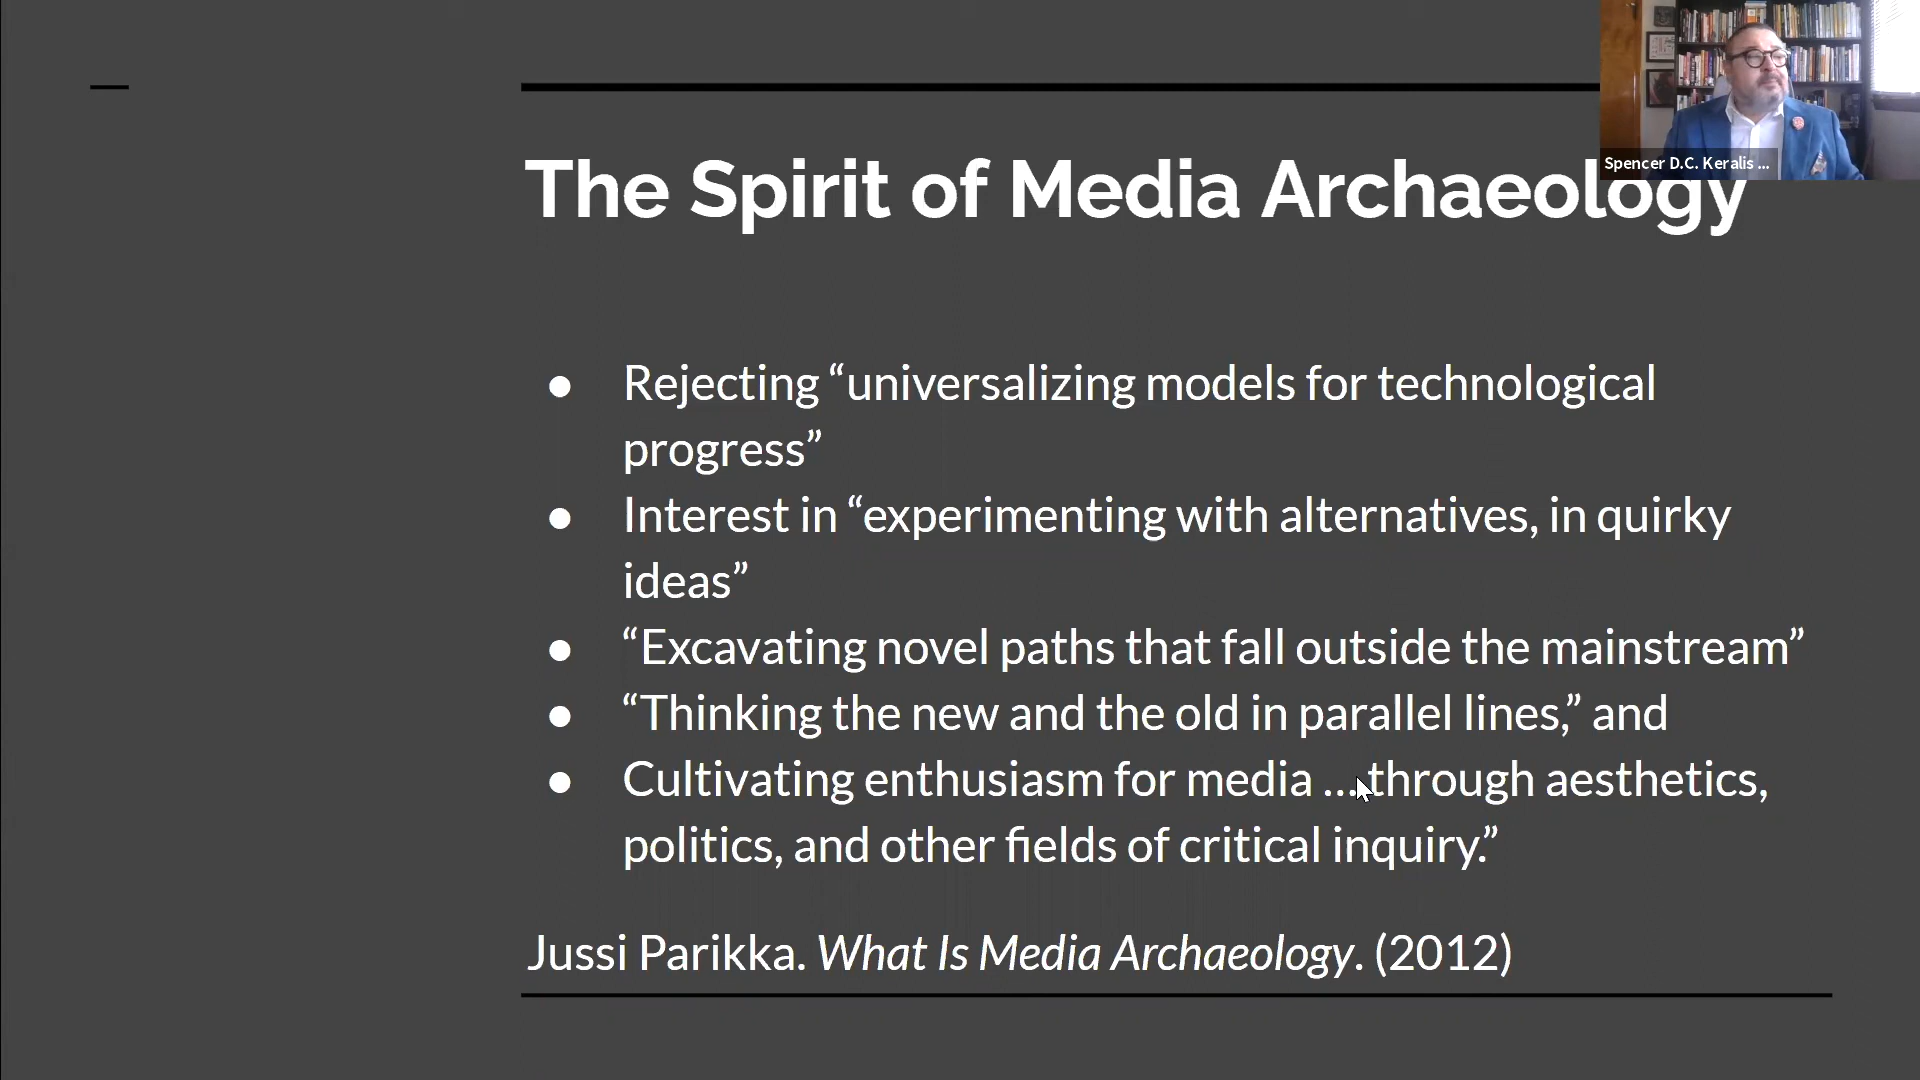 Spencer D.C. Keralis ...
The Spirit of Media Archaeology
● Rejecting “universalizing models for technological
progress”
● Interest in “experimenting with alternatives, in quirky
ideas”
● “Excavating novel paths that fall outside the mainstream”
● “Thinking the new and the old in parallel lines,” and
● Cultivating enthusiasm for media ...through aesthetics,
politics, and other fields of critical inquiry.”
Jussi Parikka. What Is Media Archaeology. (2012)